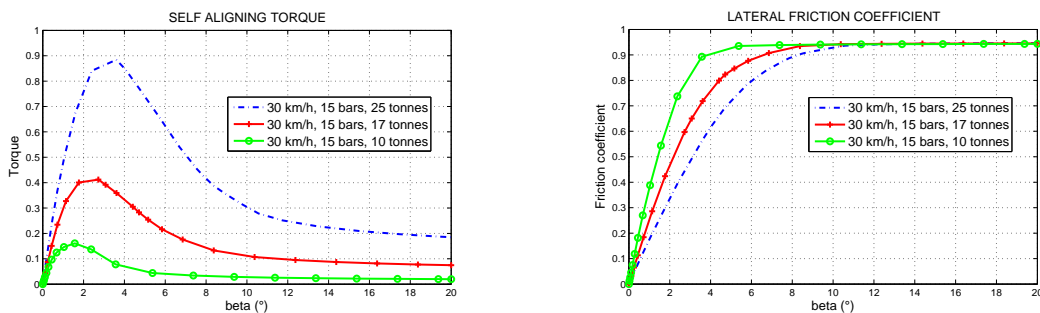 SELF ALIGNING TORQUE
1
0.9
0.8
0.7
0.6
0.5
0.4
0.3
0.2
0.1
0
Torque
30 km/h, 15 bars, 25 tonnes
30 km/h, 15 bars, 17 tonnes
30 km/h, 15 bars, 10 tonnes
0 2 4 6 8 10 12 14 16 18 20
beta (°)
LATERAL FRICTION COEFFICIENT
1
0.9
0.8
0.7
0.6
0.5
0.4
0.3
0.2
0.1
0
Friction coefficient
30 km/h, 15 bars, 25 tonnes
30 km/h, 15 bars, 17 tonnes
30 km/h, 15 bars, 10 tonnes
0 2 4 6 8 10 12 14 16 18 20
beta (°)